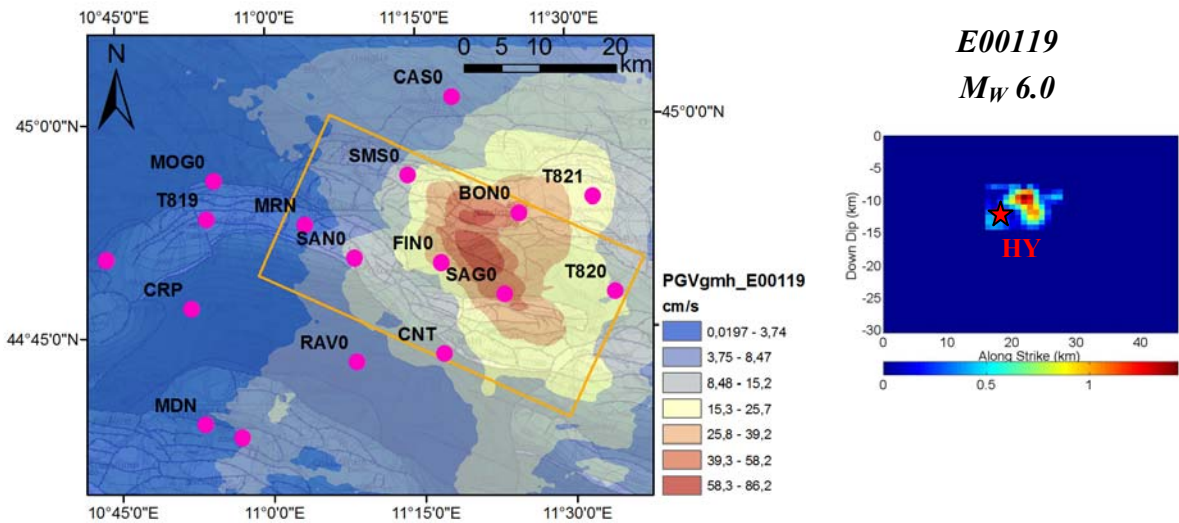 10°45'0"E 11°0'0"E 11°15'0"E 11°30'0"E
N
0 5 10 20
km
CAS0
45°0'0"N
45°0'0"N
SMS0
MOG0
T821
BON0
T819
MRN
SAN0
FIN0
SAG0
T820
CRP
CNT
RAV0
44°45'0"N
MDN
10°45'0"E 11°0'0"E 11°15'0"E 11°30'0"E
PGVgmh_E00119
cm/s
0,0197 - 3,74
3,75 - 8,47
8,48 - 15,2
15,3 - 25,7
25,8 - 39,2
39,3 - 58,2
58,3 - 86,2
E00119
MW 6.0
0
-5
-10
-15
-20
-25
-30
Down Dip (km)
HY
0 10 20 30 40
Along Strike (km)
0 0.5 1